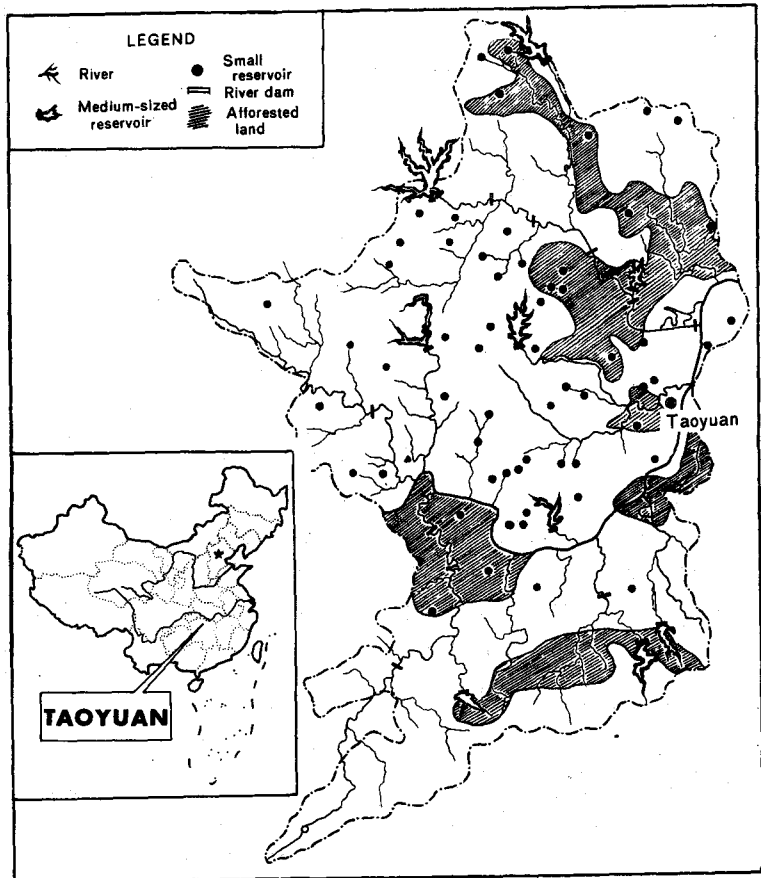 LEGEND
River
Medium-sized
reservoir
Small
reservoir
River dam
Afforested
land
Taoyuan
TAOYUAN